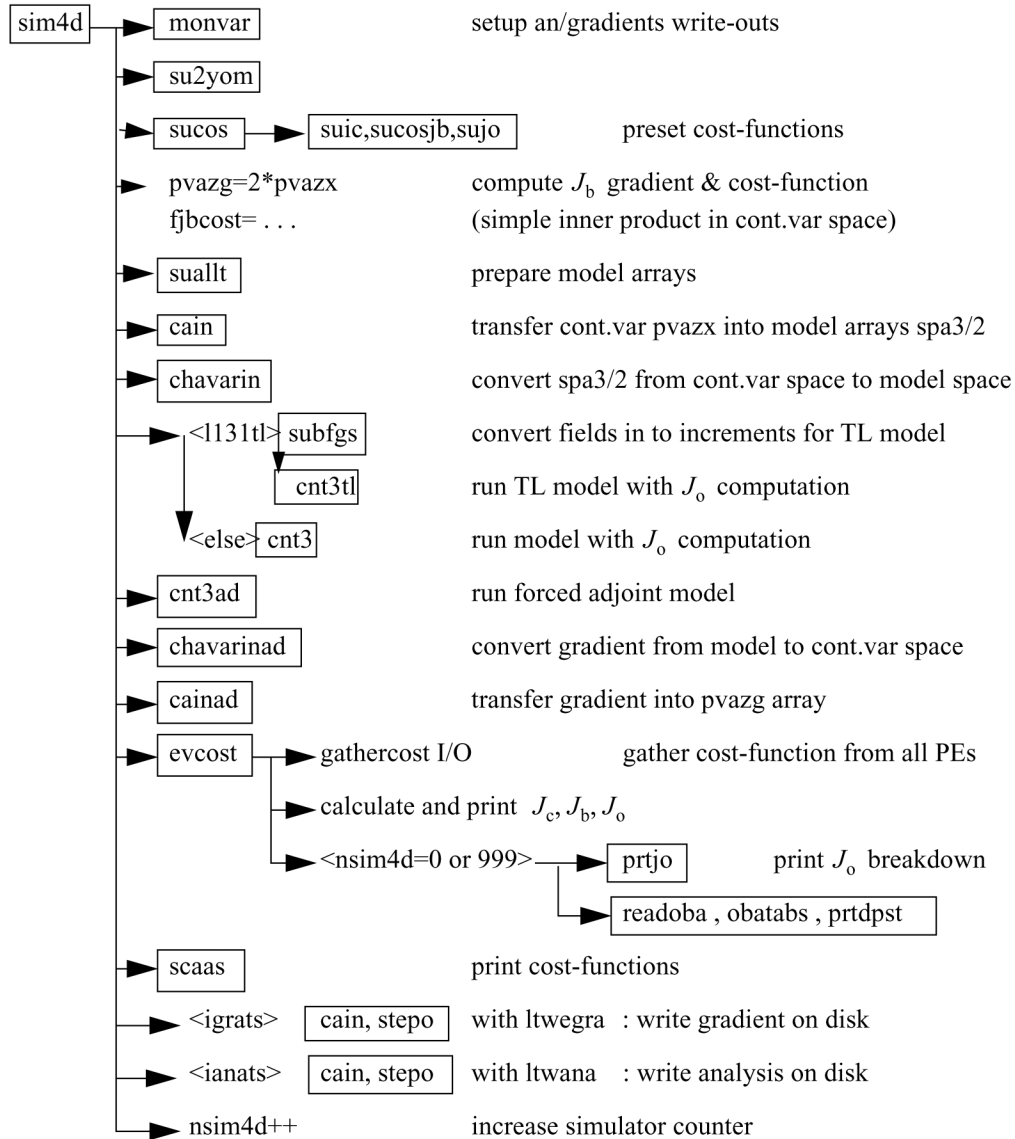 sim4d monvar setup an/gradients write-outs
su2yom
sucos suic,sucosjb,sujo preset cost-functions
pvazg=2*pvazx compute Jb gradient & cost-function
fjbcost= . . . (simple inner product in cont.var space)
suallt prepare model arrays
cain transfer cont.var pvazx into model arrays spa3/2
chavarin convert spa3/2 from cont.var space to model space
<l131tl> subfgs convert fields in to increments for TL model
cnt3tl run TL model with Jo computation
<else> cnt3 run model with Jo computation
cnt3ad run forced adjoint model
chavarinad convert gradient from model to cont.var space
cainad transfer gradient into pvazg array
evcost gathercost I/O gather cost-function from all PEs
calculate and print Jc, Jb, Jo
<nsim4d=0 or 999> prtjo print Jo breakdown
readoba , obatabs , prtdpst
scaas print cost-functions
<igrats> cain, stepo with ltwegra : write gradient on disk
<ianats> cain, stepo with ltwana : write analysis on disk
nsim4d++ increase simulator counter